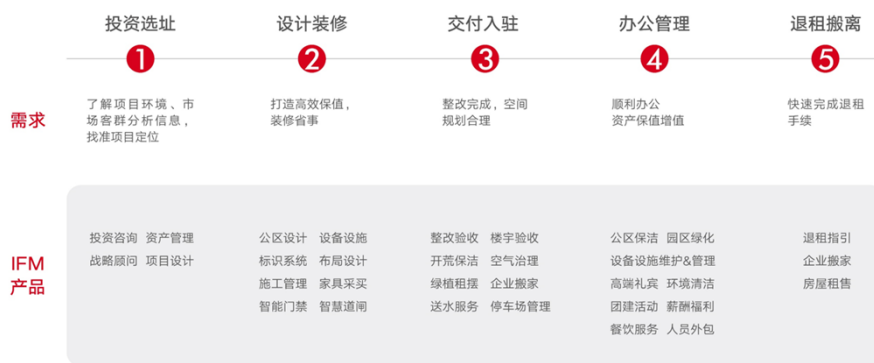 投资选址 设计装修 交付入驻 办公管理 退租搬离
1 2 3 4 5
需求
了解项目环境、市
场客群分析信息，
找准项目定位
打造高效保值，
装修省事
整改完成，空间
规划合理
顺利办公
资产保值增值
快速完成退租
手续
IFM
产品
投资咨询 资产管理
战略顾问 项目设计
公区设计 设备设施
标识系统 布局设计
施工管理 家具采买
智能门禁 智慧道闸
整改验收 楼宇验收
开荒保洁 空气治理
绿植租摆 企业搬家
送水服务 停车场管理
公区保洁 园区绿化
设备设施维护&管理
高端礼宾 环境清洁
团建活动 薪酬福利
餐饮服务 人员外包
退租指引
企业搬家
房屋租售